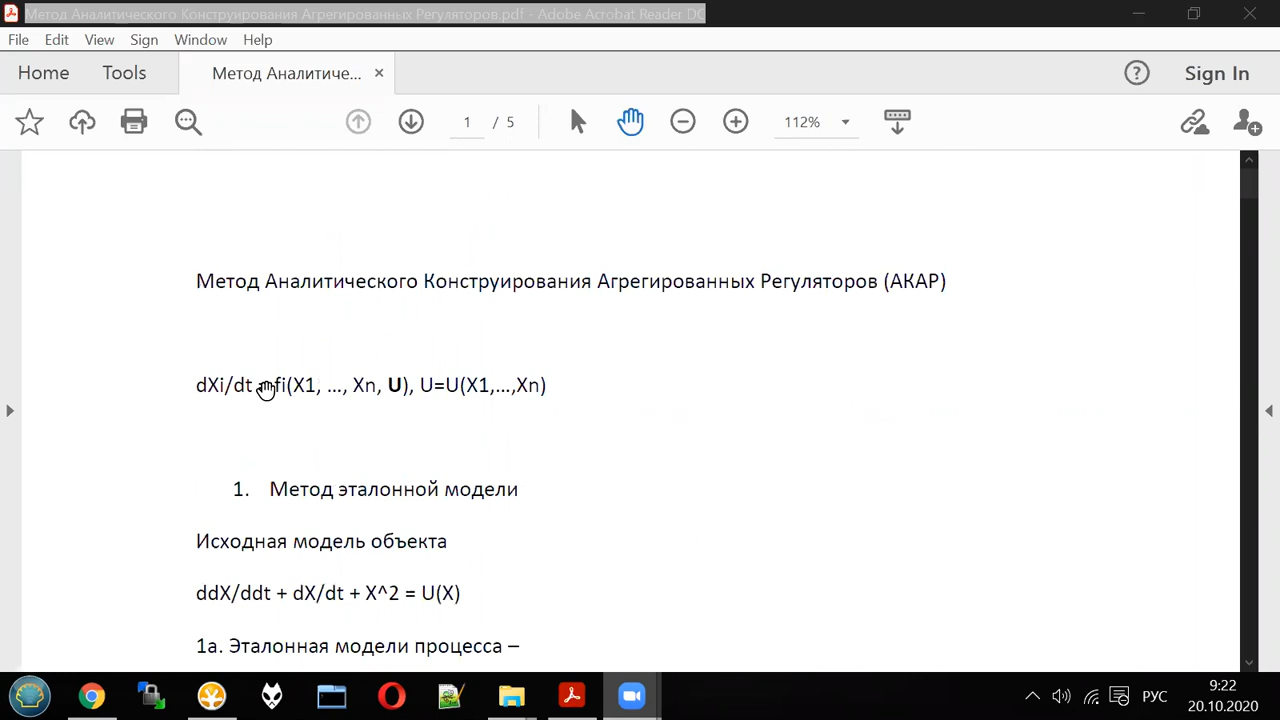 Метод Аналитического Конструирования Агрегированных Регуляторов.pdf - Adobe Acrobat Reader DC
File Edit View Sign Window Help
Home Tools Метод Аналитиче... × Sign In
1 / 5 112%
Метод Аналитического Конструирования Агрегированных Регуляторов (АКАР)
dXi/dt fi(X1, ..., Xn, U), U=U(X1,...,Xn)
1. Метод эталонной модели
Исходная модель объекта
ddX/ddt + dX/dt + X^2 = U(X)
1а. Эталонная модели процесса –
РУС
9:22
20.10.2020